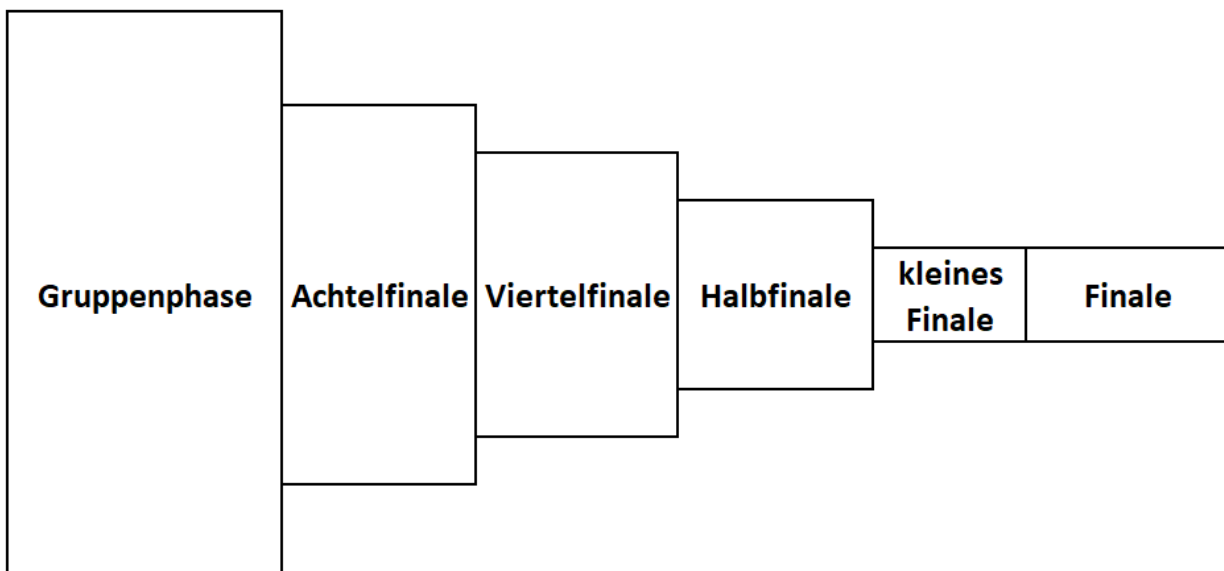 Gruppenphase
Achtelfinale
Viertelfinale
Halbfinale
kleines
Finale
Finale